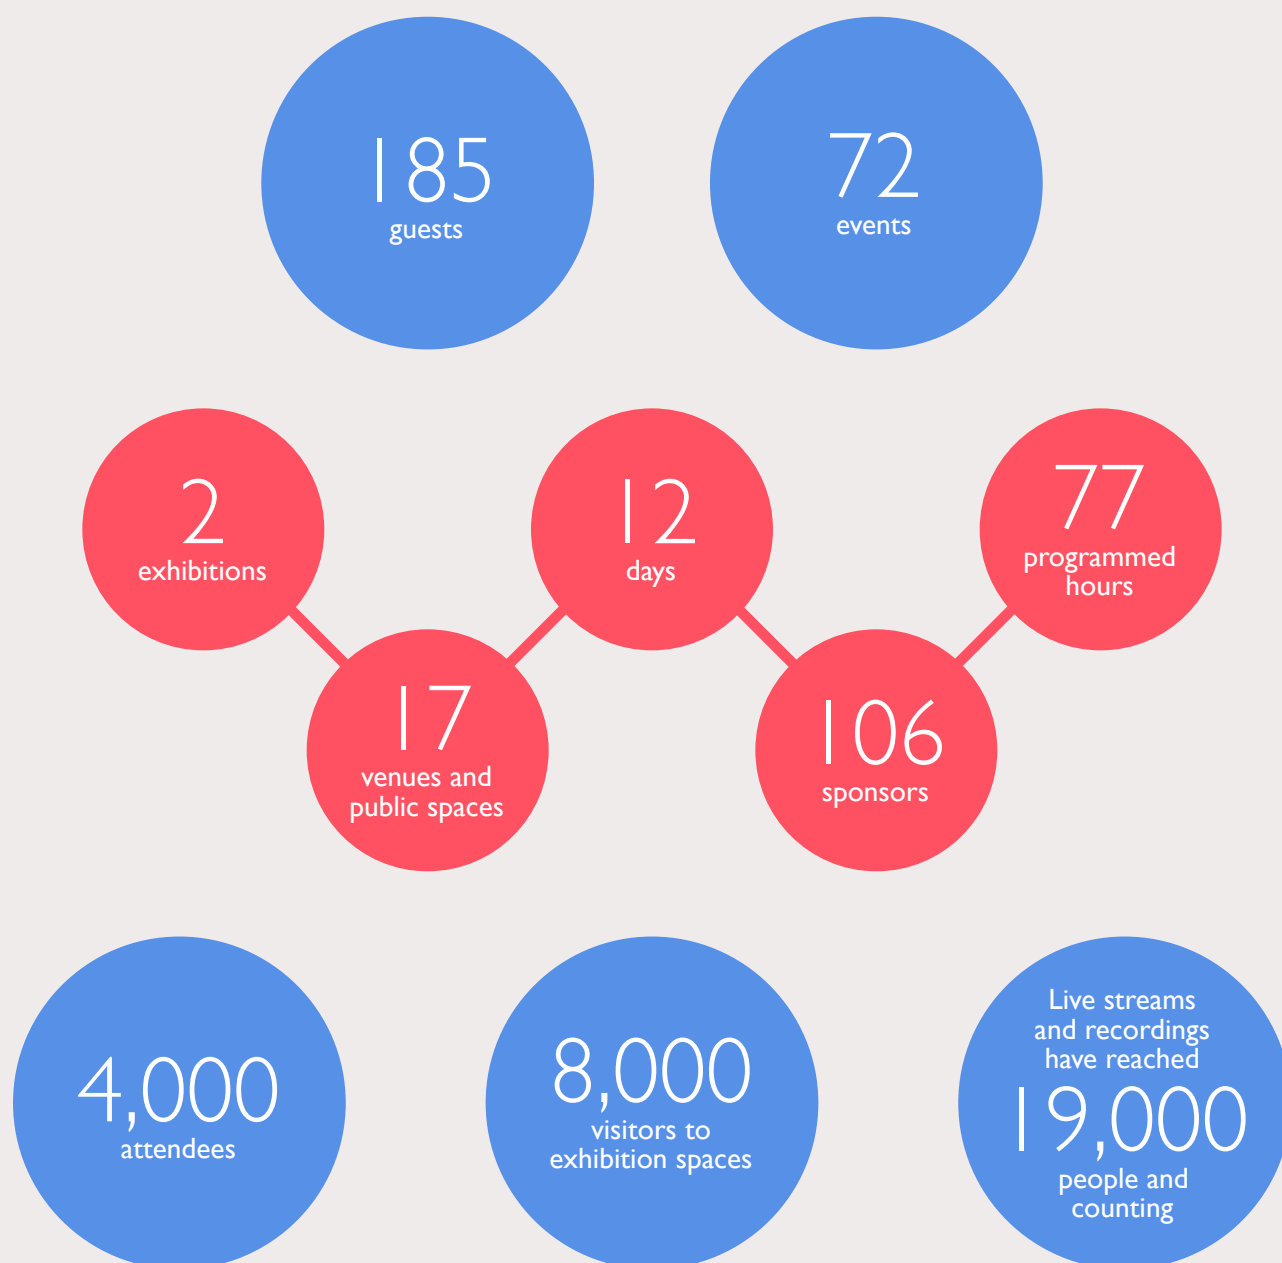 185
guests
72
events
2
exhibitions
12
days
77
programmed
hours
17
venues and
public spaces
106
sponsors
4,000
attendees
8,000
visitors to
exhibition spaces
Live streams
and recordings
have reached
19,000
people and
counting